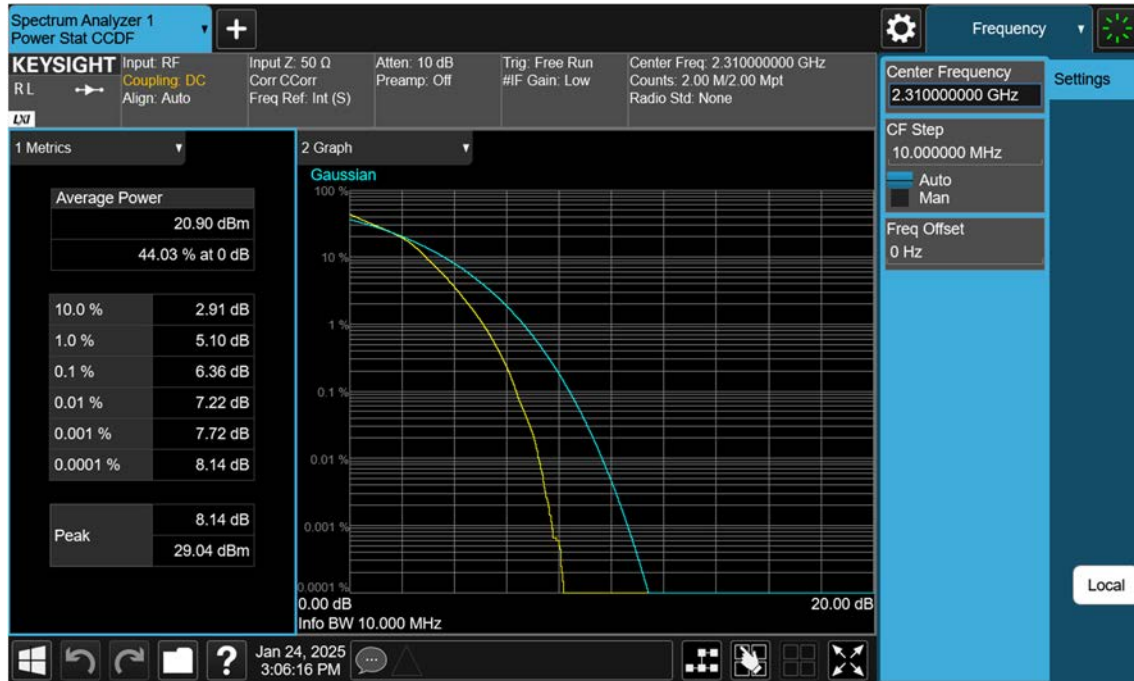 Spectrum Analyzer 1
Power Stat CCDF
Frequency
KEYSIGHT
R L
LXI
Input: RF
Coupling: DC
Align: Auto
Input Z: 50 Ω
Corr CCorr
Freq Ref: Int (S)
Atten: 10 dB
Preamp: Off
Trig: Free Run
#IF Gain: Low
Center Freq: 2.310000000 GHz
Counts: 2.00 M/2.00 Mpt
Radio Std: None
Center Frequency
2.310000000 GHz
Settings
CF Step
10.000000 MHz
Auto
Man
Freq Offset
0 Hz
Local
1 Metrics
Average Power
20.90 dBm
44.03 % at 0 dB
10.0 % 2.91 dB
1.0 % 5.10 dB
0.1 % 6.36 dB
0.01 % 7.22 dB
0.001 % 7.72 dB
0.0001 % 8.14 dB
Peak
8.14 dB
29.04 dBm
2 Graph
Gaussian
100 %
10 %
1 %
0.1 %
0.01 %
0.001 %
0.0001 %
0.00 dB 20.00 dB
Info BW 10.000 MHz
?
Jan 24, 2025
3:06:16 PM